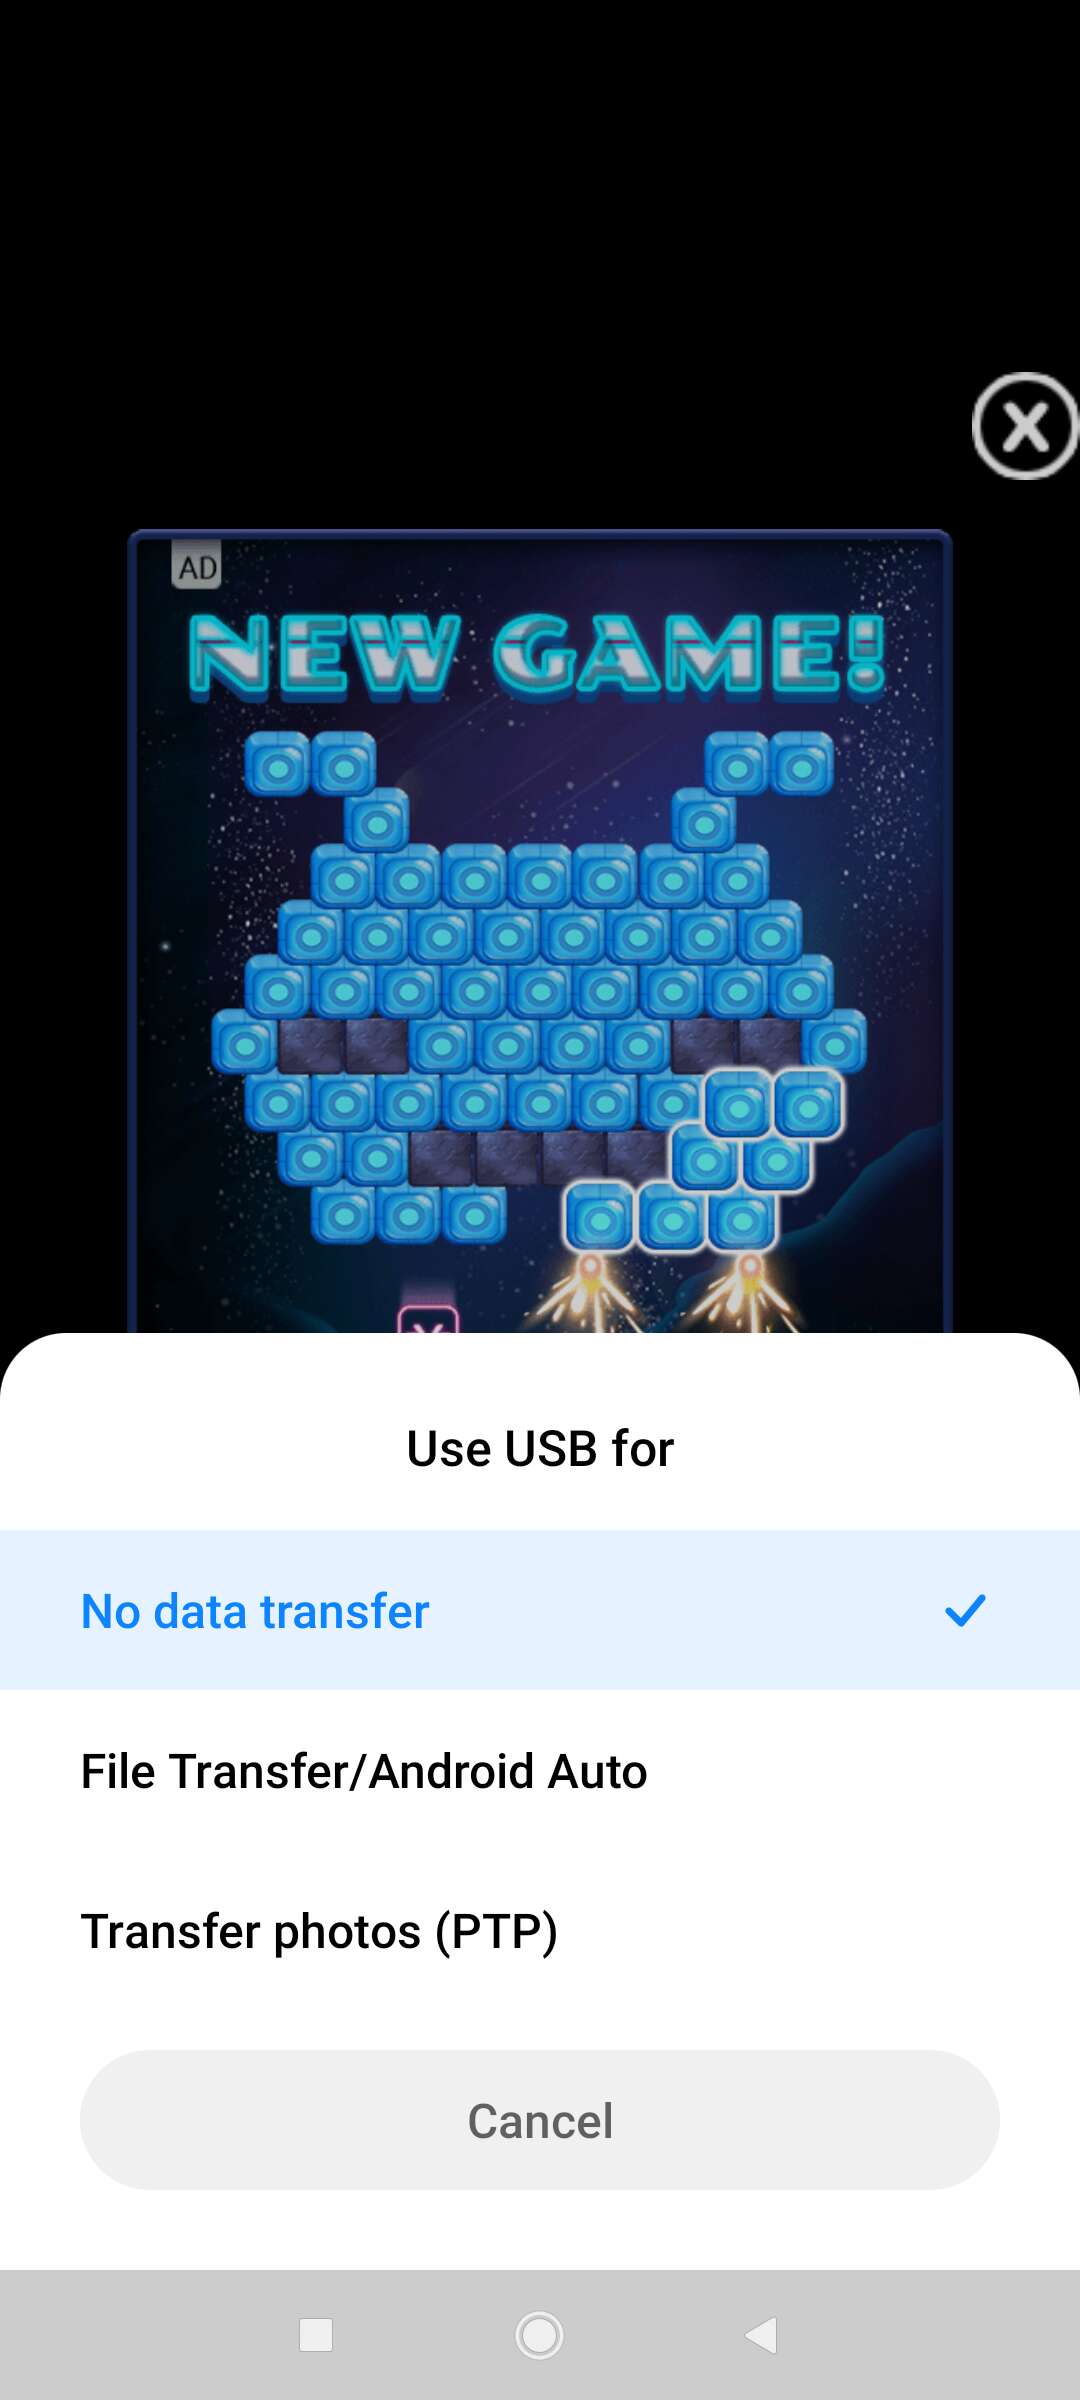 AD
NEW GAME!
Use USB for
No data transfer
File Transfer/Android Auto
Transfer photos (PTP)
Cancel